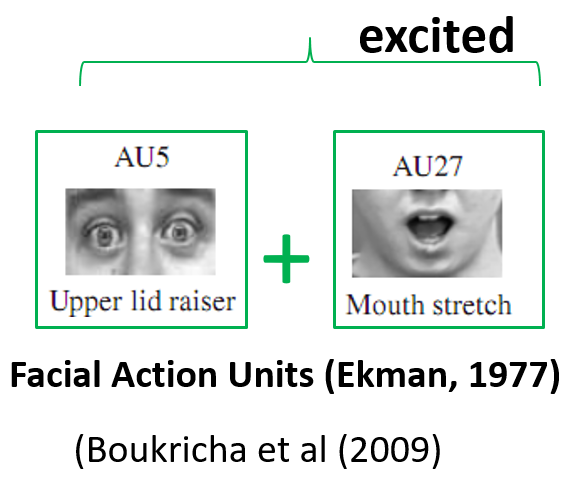 excited
AU5
AU27
+
Upper lid raiser
Mouth stretch
Facial Action Units (Ekman, 1977)
(Boukricha et al (2009)